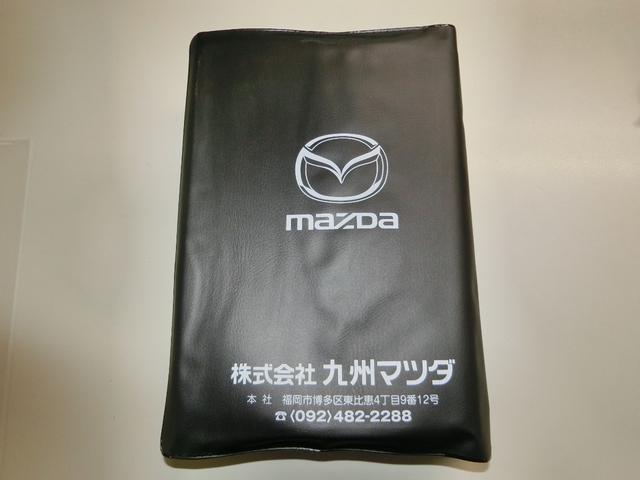 mazDa
株式会社 九州マツダ
本社 福岡市博多区東比恵4丁目9番12号
☎〈092〉482-2288